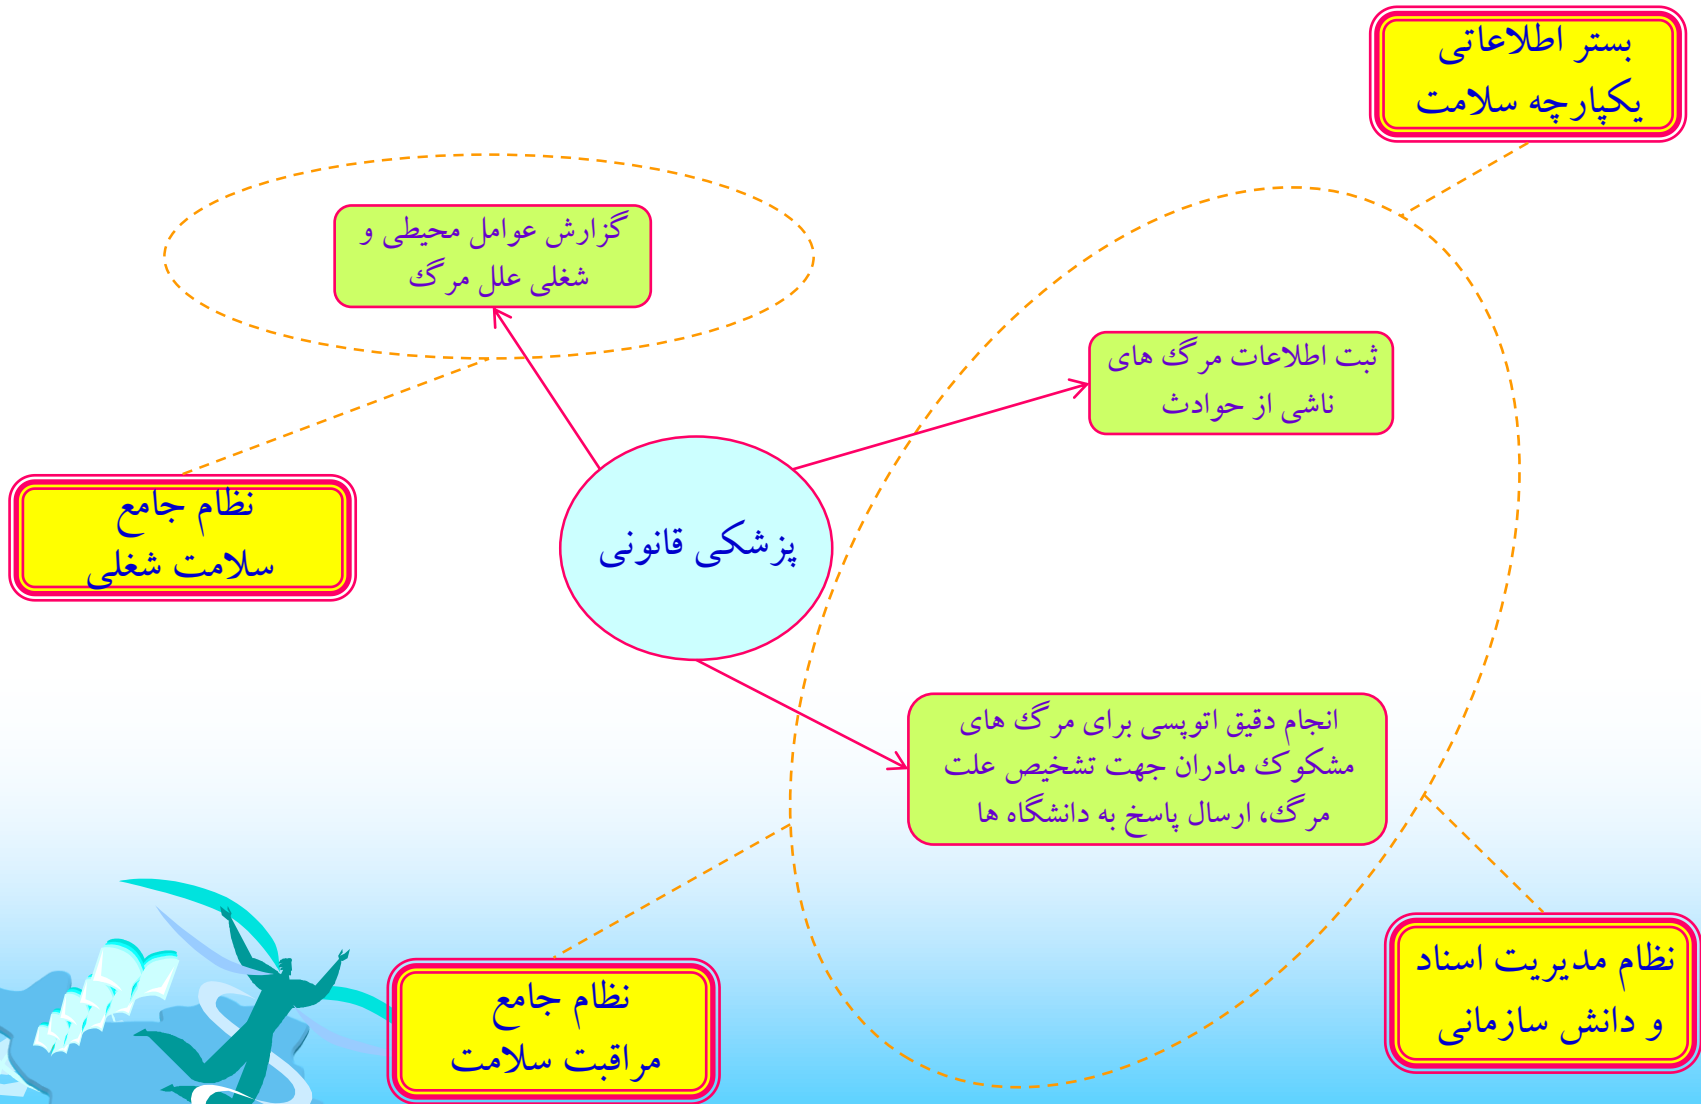 بستر اطلاعاتی
یکپارچه سلامت
گزارش عوامل محیطی و
شغلی علل مرگ
ثبت اطلاعات مرگ های
ناشی از حوادث
نظام جامع
سلامت شغلی
پزشکی قانونی
انجام دقیق اتوپسی برای مرگ های
مشکوک مادران جهت تشخیص علت
مرگ، ارسال پاسخ به دانشگاه ها
نظام مدیریت اسناد
و دانش سازمانی
نظام جامع
مراقبت سلامت